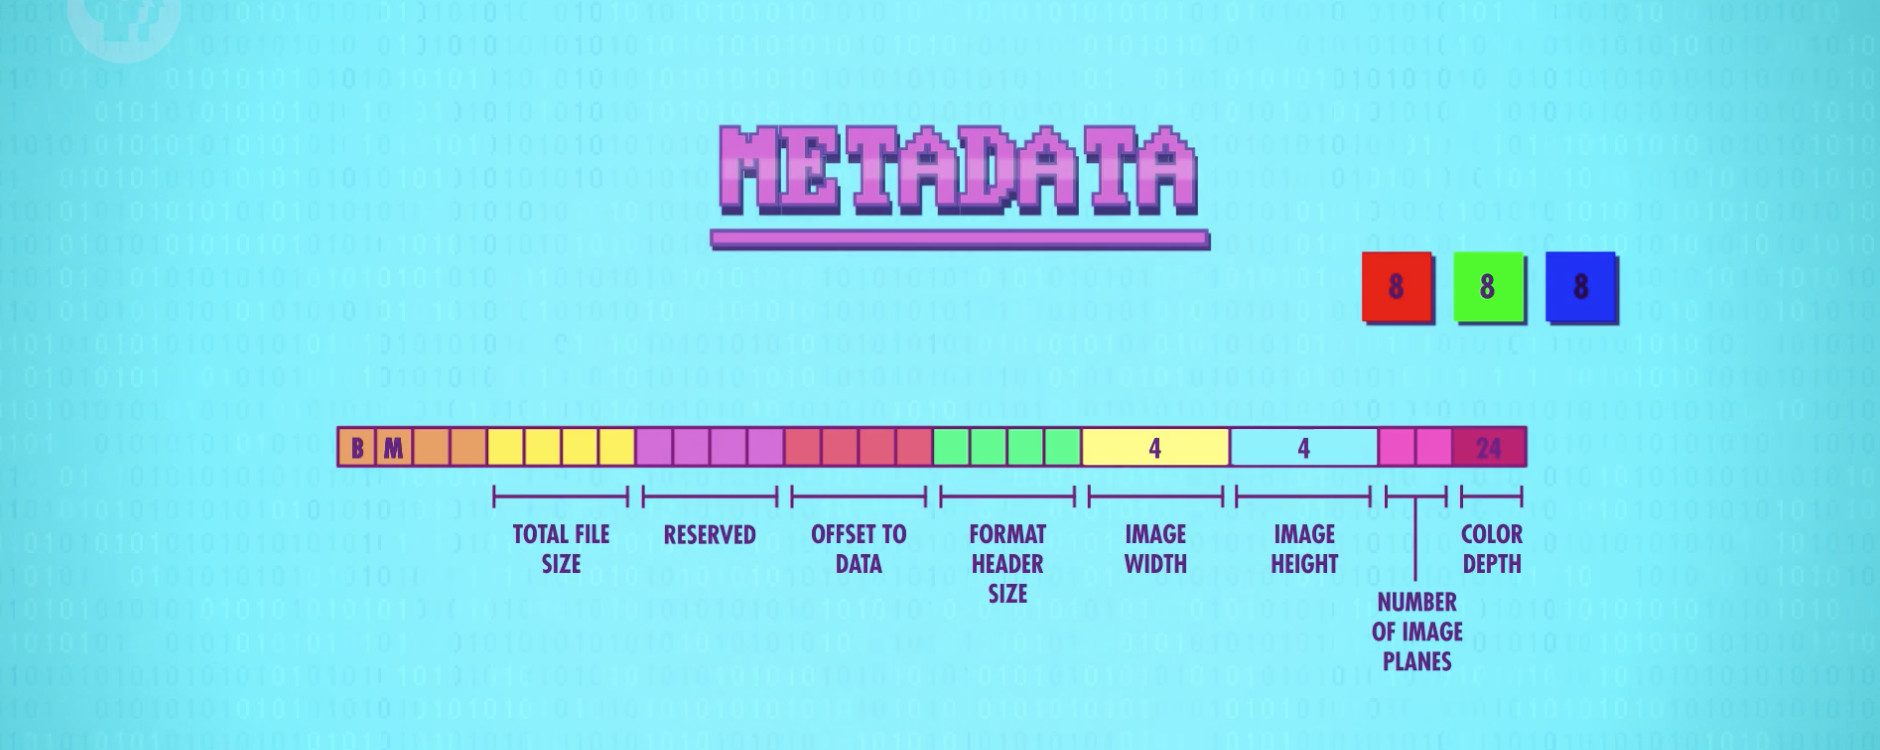 METADATA
8 8 8
B M 4 4 24
TOTAL FILE
SIZE
RESERVED
OFFSET TO
DATA
FORMAT
HEADER
SIZE
IMAGE
WIDTH
IMAGE
HEIGHT
NUMBER
OF IMAGE
PLANES
COLOR
DEPTH